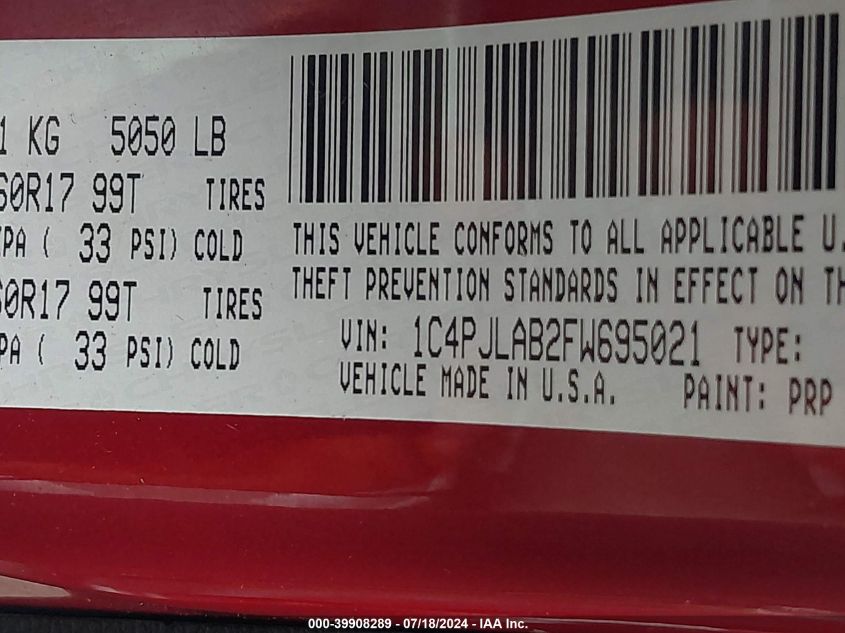 1 KG 5050 LB
60R17 99T TIRES
KPA ( 33 PSI) COLD
60R17 99T TIRES
PA ( 33 PSI) COLD
THIS VEHICLE CONFORMS TO ALL APPLICABLE U.
THEFT PREVENTION STANDARDS IN EFFECT ON TH
VIN: 1C4PJLAB2FW695021 TYPE:
VEHICLE MADE IN U.S.A. PAINT: PRP
000-39908289 - 07/18/2024 - IAA Inc.